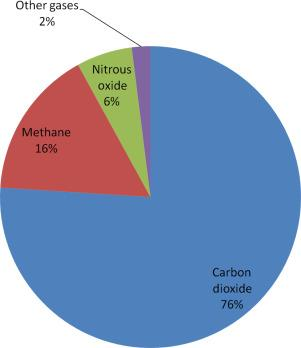 Other gases
2%
Nitrous
oxide
6%
Methane
16%
Carbon
dioxide
76%